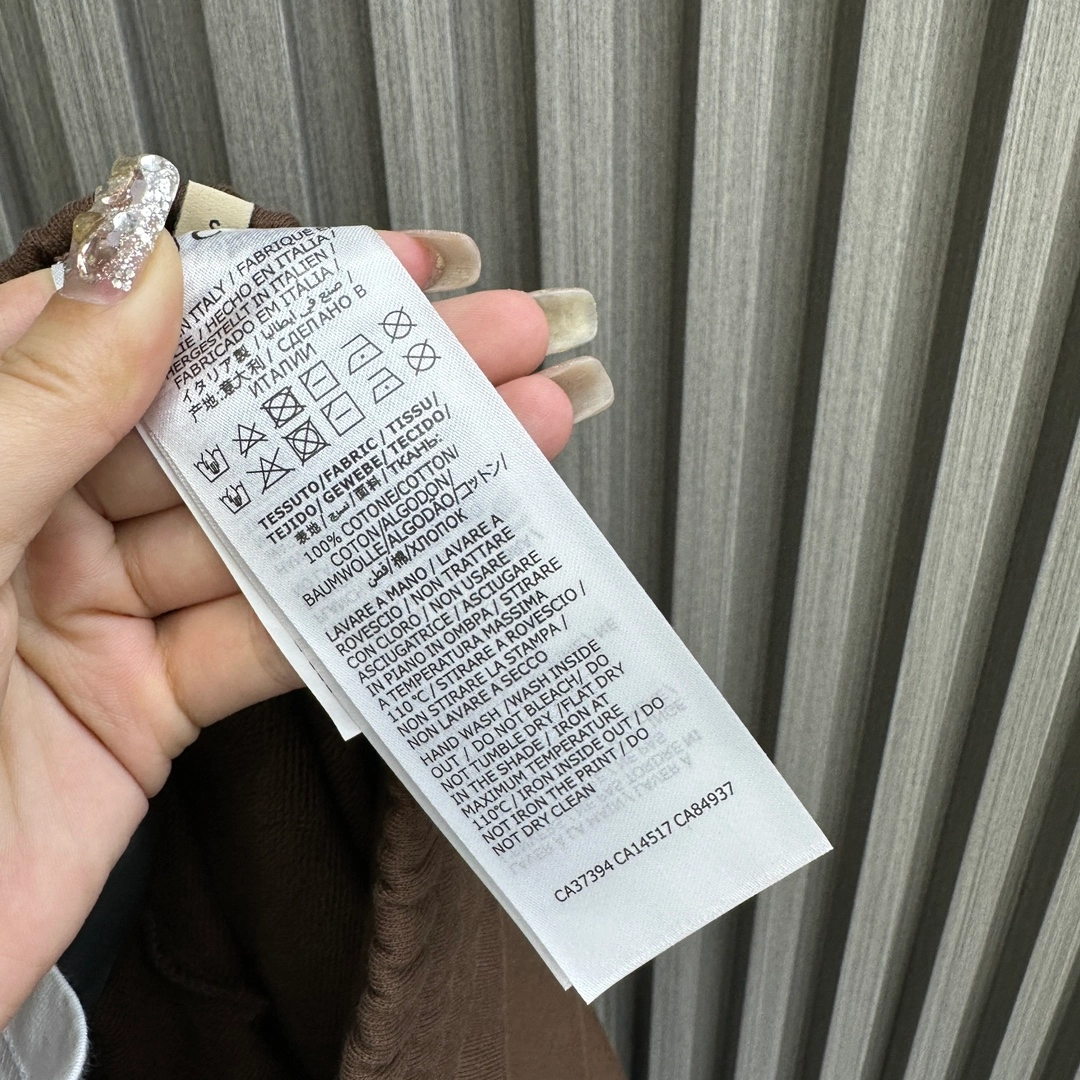 S
N ITALY / FABRIQUÉ E
LIE / HECHO EN ITALIA /
HERGESTELLT IN ITALIEN /
FABRICADO EM ITALIA /
イタリア製 / صنع في إيطاليا /
产地:意大利 / СДЕЛАНО В
ИТАЛИИ
TESSUTO/FABRIC / TISSU/
TEJIDO/ GEWEBE/ TECIDO/
表地/ نسيج /面料 / ТКАНЬ:
100% COTONE/COTTON/
COTON/ALGODON/
BAUMWOLLE/ALGODÃO/コットン/
قطن/棉/ХЛОПОК
LAVARE A MANO / LAVARE A
ROVESCIO / NON TRATTARE
CON CLORO / NON USARE
ASCIUGATRICE / ASCIUGARE
IN PIANO IN OMBRA / STIRARE
A TEMPERATURA MASSIMA
110 °C / STIRARE A ROVESCIO /
NON STIRARE LA STAMPA /
NON LAVARE A SECCO
HAND WASH /WASH INSIDE
OUT / DO NOT BLEACH/ DO
NOT TUMBLE DRY /FLAT DRY
IN THE SHADE / IRON AT
MAXIMUM TEMPERATURE
110°C / IRON INSIDE OUT / DO
NOT IRON THE PRINT / DO
NOT DRY CLEAN
CA37394 CA14517 CA84937